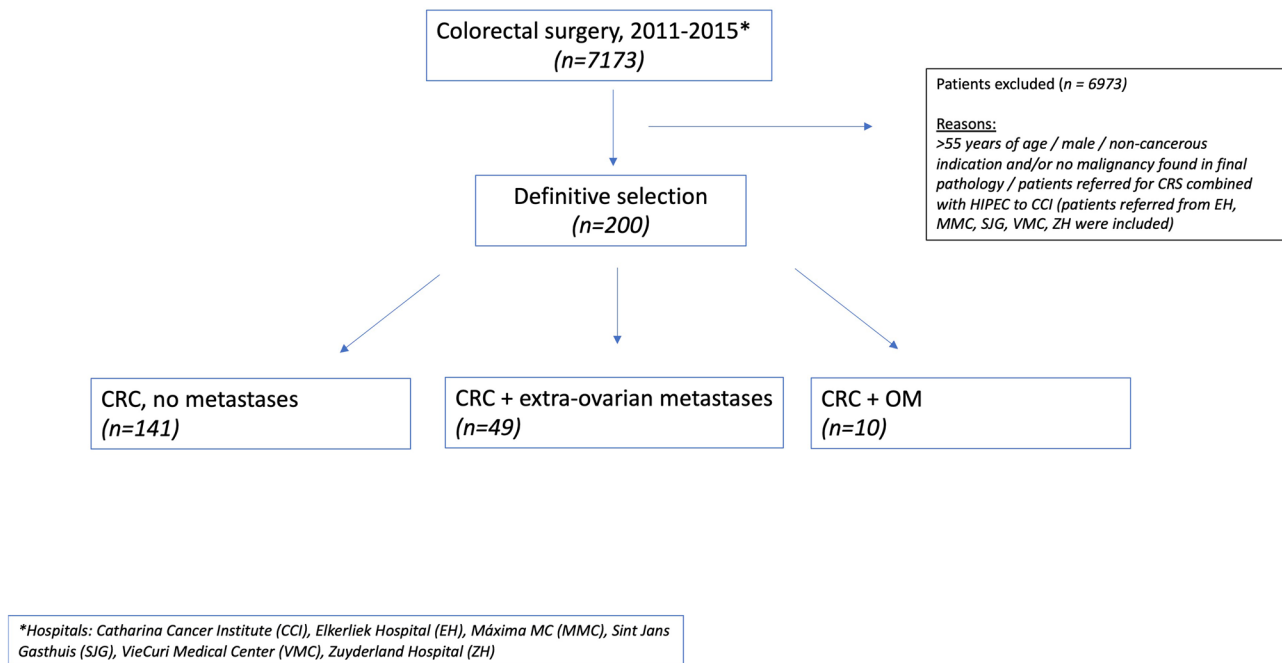 Colorectal surgery, 2011-2015*
(n=7173)
Patients excluded (n = 6973)
Reasons:
>55 years of age / male / non-cancerous
indication and/or no malignancy found in final
pathology / patients referred for CRS combined
with HIPEC to CCI (patients referred from EH,
MMC, SJG, VMC, ZH were included)
Definitive selection
(n=200)
CRC, no metastases
(n=141)
CRC + extra-ovarian metastases
(n=49)
CRC + OM
(n=10)
*Hospitals: Catharina Cancer Institute (CCI), Elkerliek Hospital (EH), Máxima MC (MMC), Sint Jans
Gasthuis (SJG), VieCuri Medical Center (VMC), Zuyderland Hospital (ZH)